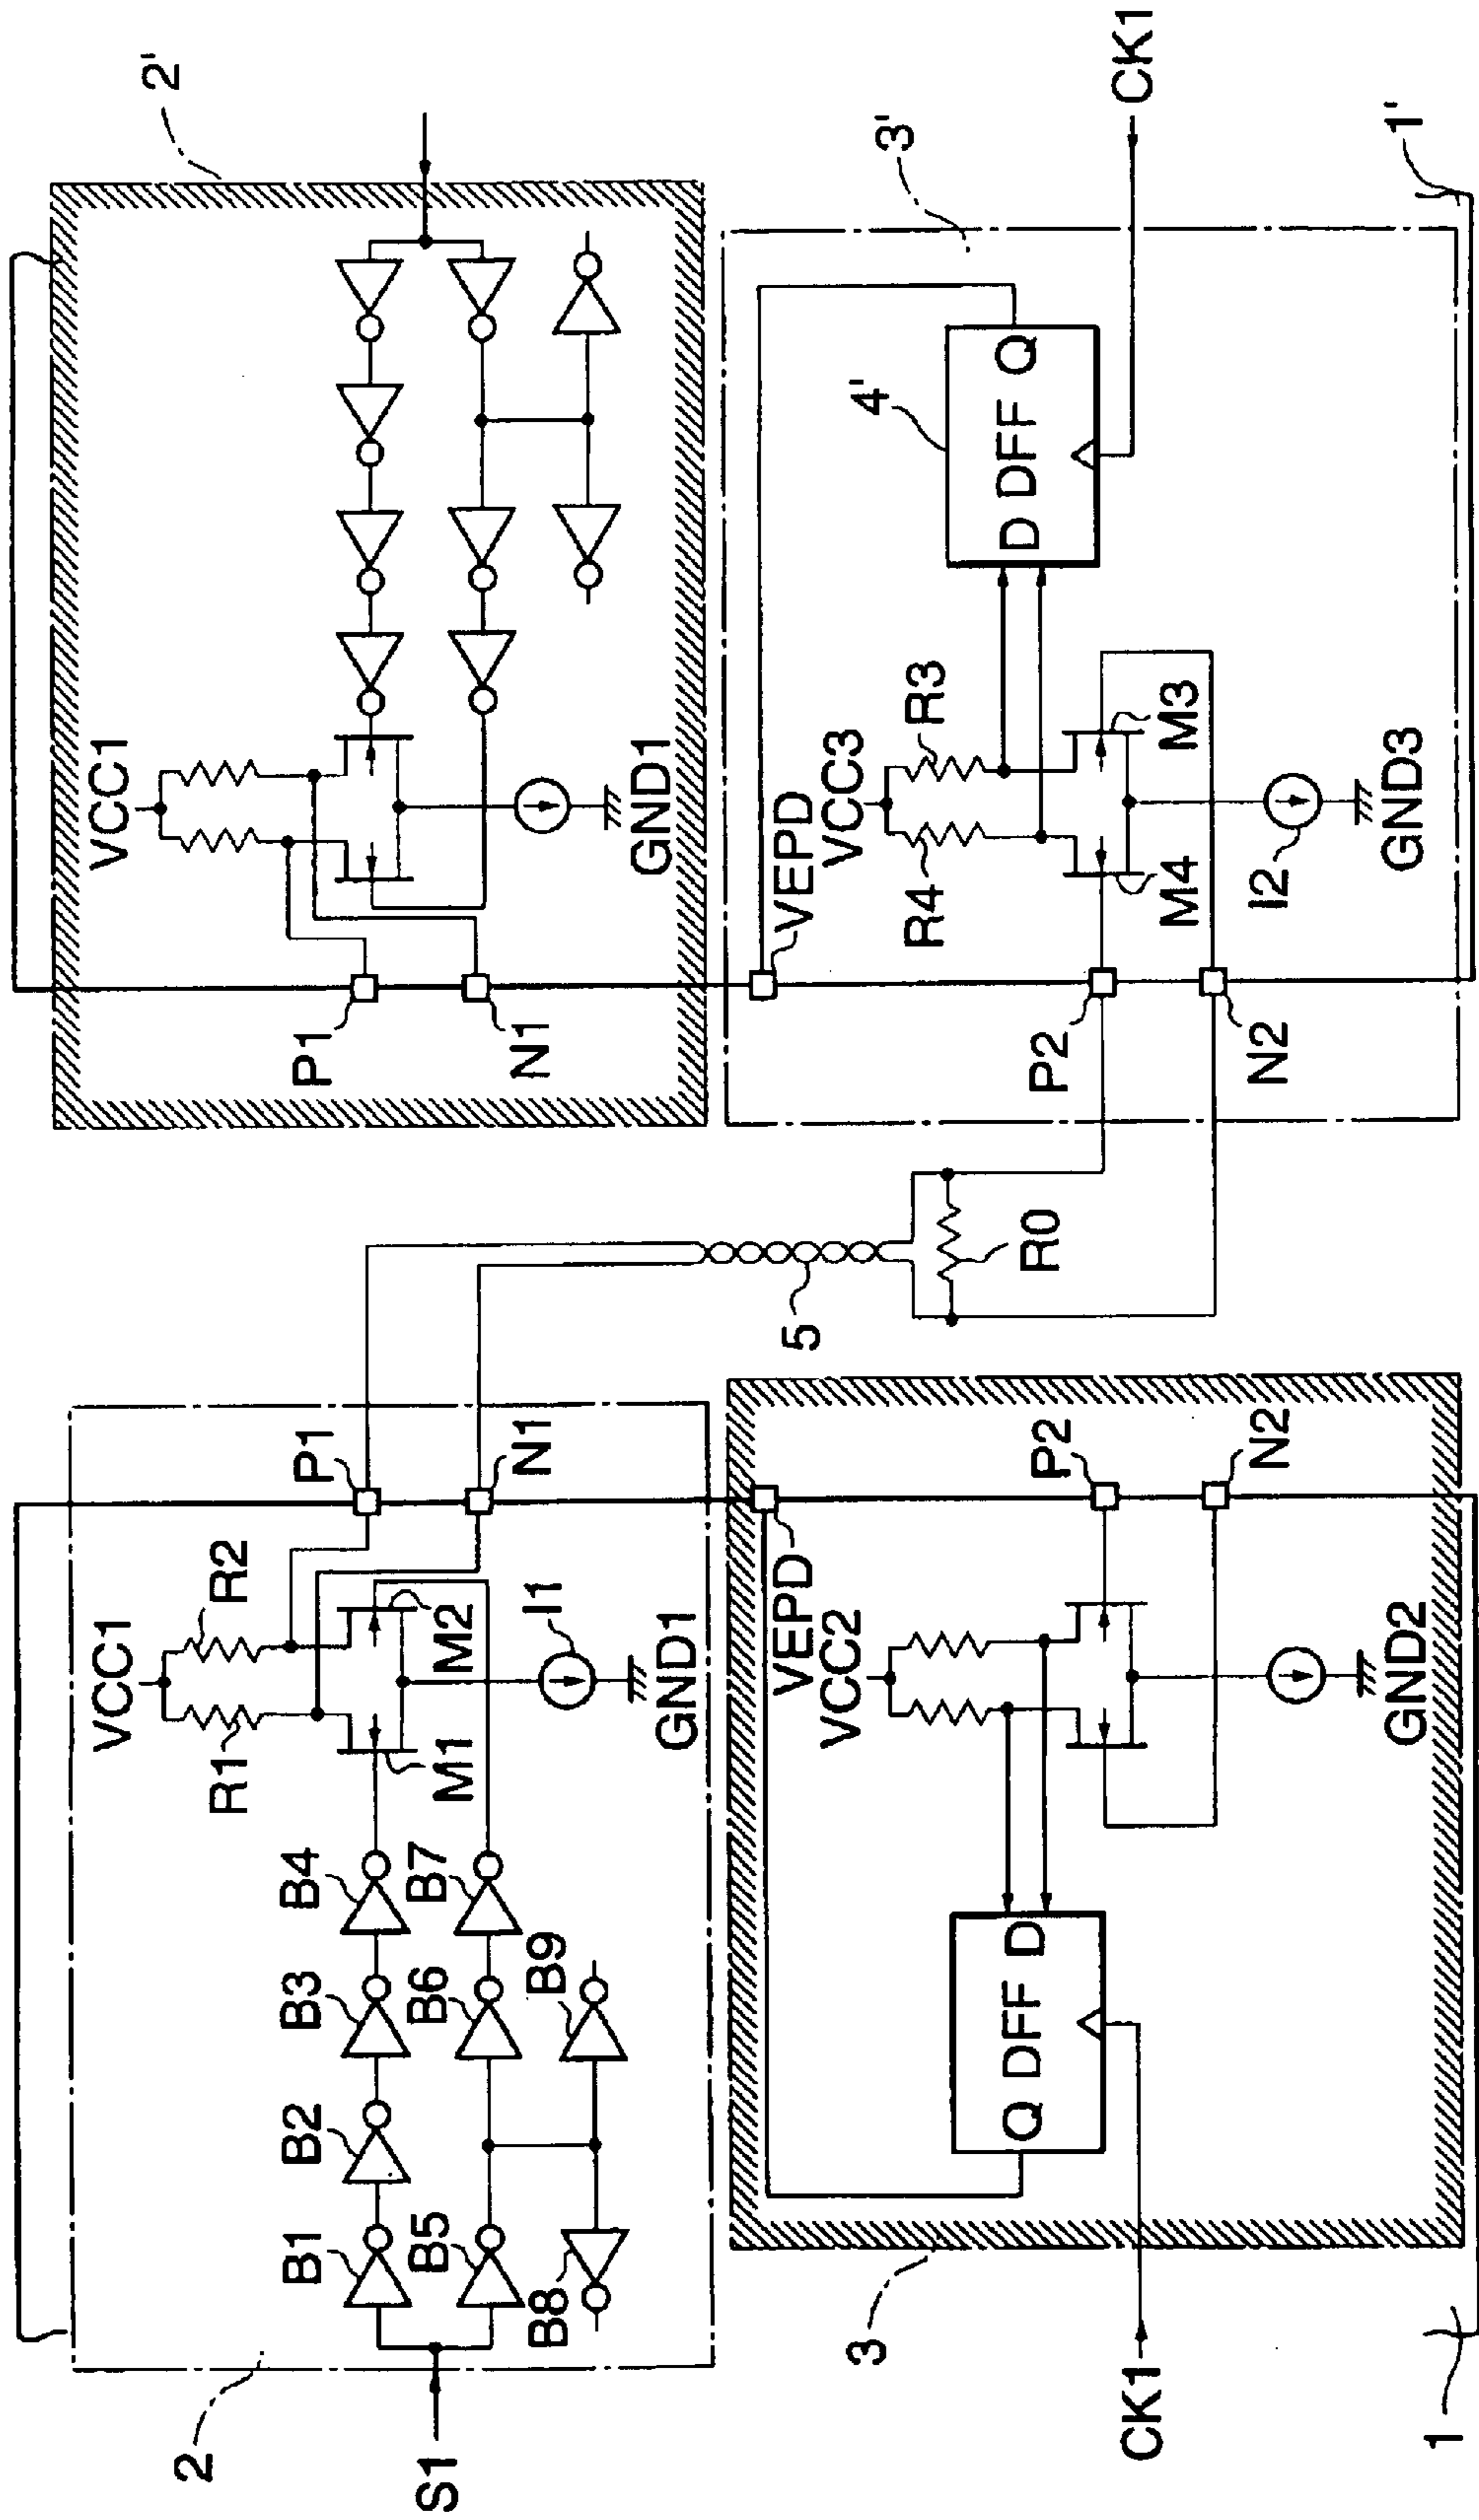 2
S1
B1
B2
B3
B4
B5
B6
B7
B8
B9
VCC1
R1
R2
M1
M2
I1
GND1
P1
N1
3
CK1
1
Q DFF D
VEPD
VCC2
GND2
P2
N2
5
R0
2'
VCC1
GND1
P1
N1
3'
4'
D DFF Q
CK1
1'
VEPD
VCC3
R3
R4
M3
M4
I2
GND3
P2
N2